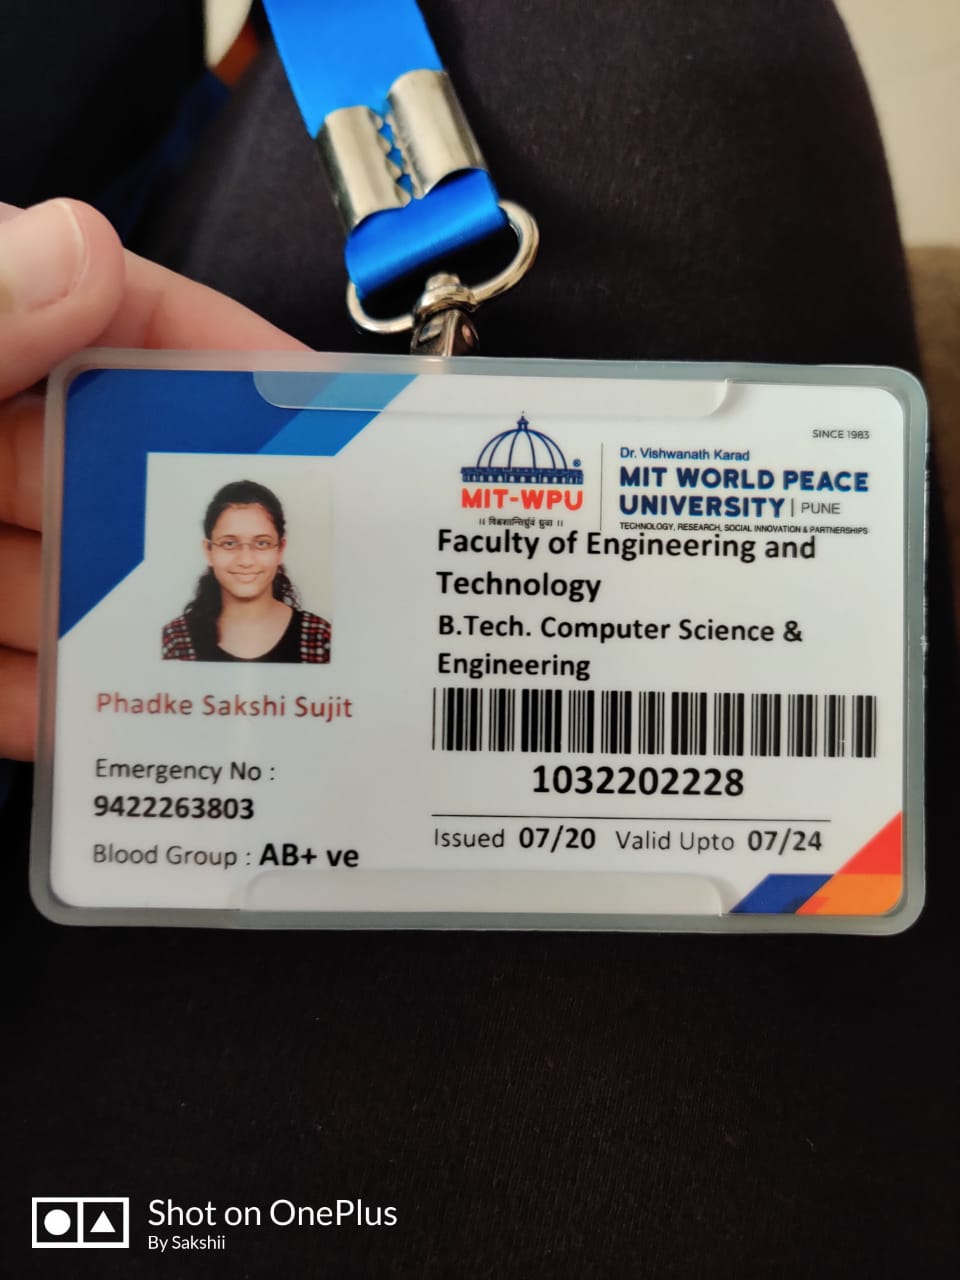 SINCE 1983
Dr. Vishwanath Karad
MIT WORLD PEACE
UNIVERSITY | PUNE
TECHNOLOGY, RESEARCH, SOCIAL INNOVATION & PARTNERSHIPS
MIT-WPU
®
॥ विश्वशान्तिर्ध्रुवं ध्रुवा ॥
Faculty of Engineering and
Technology
B.Tech. Computer Science &
Engineering
1032202228
Issued 07/20 Valid Upto 07/24
Phadke Sakshi Sujit
Emergency No :
9422263803
Blood Group : AB+ ve
Shot on OnePlus
By Sakshii